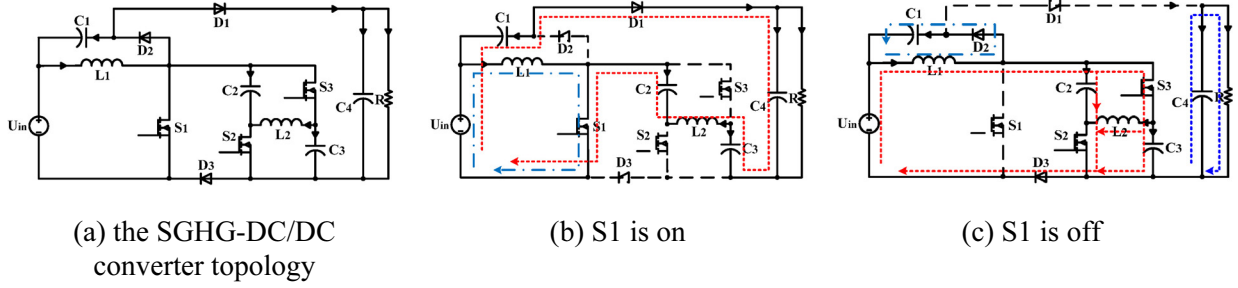 D1
C1
D2
L1
S3
C2
C4
R
Uin
S1
S2
L2
C3
D3
(a) the SGHG-DC/DC
converter topology
D1
C1
D2
L1
S3
C2
C4
R
Uin
S1
L2
S2
C3
D3
(b) S1 is on
D1
C1
D2
L1
S3
C2
C4
R
Uin
S1
L2
S2
C3
D3
(c) S1 is off